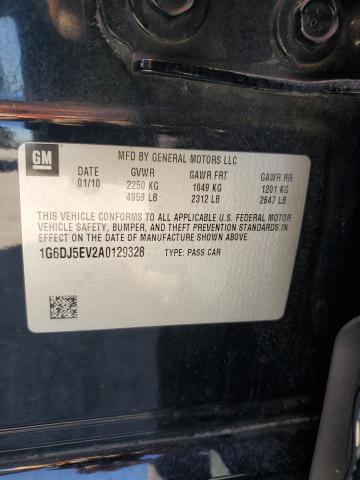 GM
MFD BY GENERAL MOTORS LLC
DATE GVWR GAWR FRT GAWR RR
01/10 2250 KG 1049 KG 1201 KG
4959 LB 2312 LB 2647 LB
THIS VEHICLE CONFORMS TO ALL APPLICABLE U.S. FEDERAL MOTOR
VEHICLE SAFETY, BUMPER, AND THEFT PREVENTION STANDARDS IN
EFFECT ON THE DATE OF MANUFACTURE SHOWN ABOVE.
1G6DJ5EV2A0129328 TYPE: PASS CAR